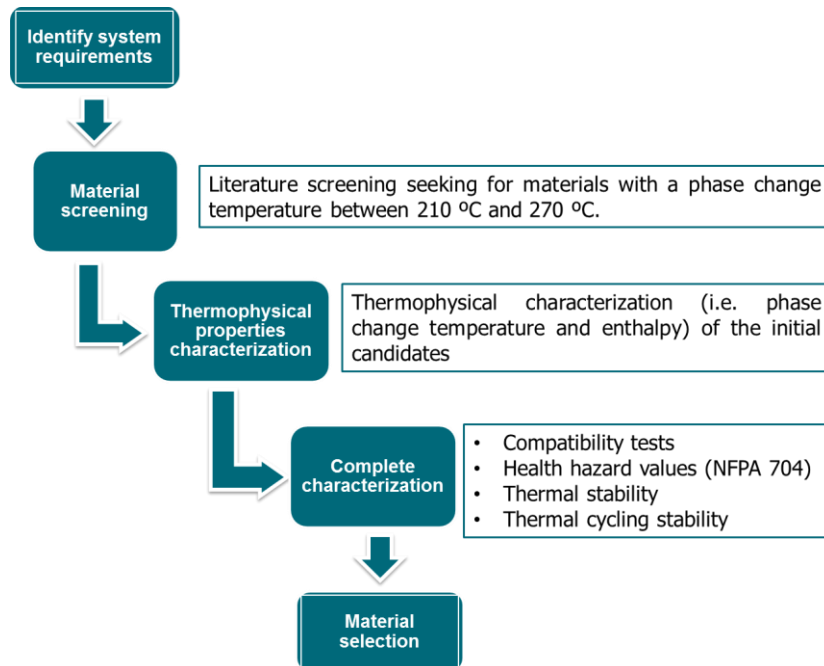 Identify system
requirements
Material
screening
Literature screening seeking for materials with a phase change
temperature between 210 ºC and 270 ºC.
Thermophysical
properties
characterization
Thermophysical characterization (i.e. phase
change temperature and enthalpy) of the initial
candidates
Complete
characterization
• Compatibility tests
• Health hazard values (NFPA 704)
• Thermal stability
• Thermal cycling stability
Material
selection